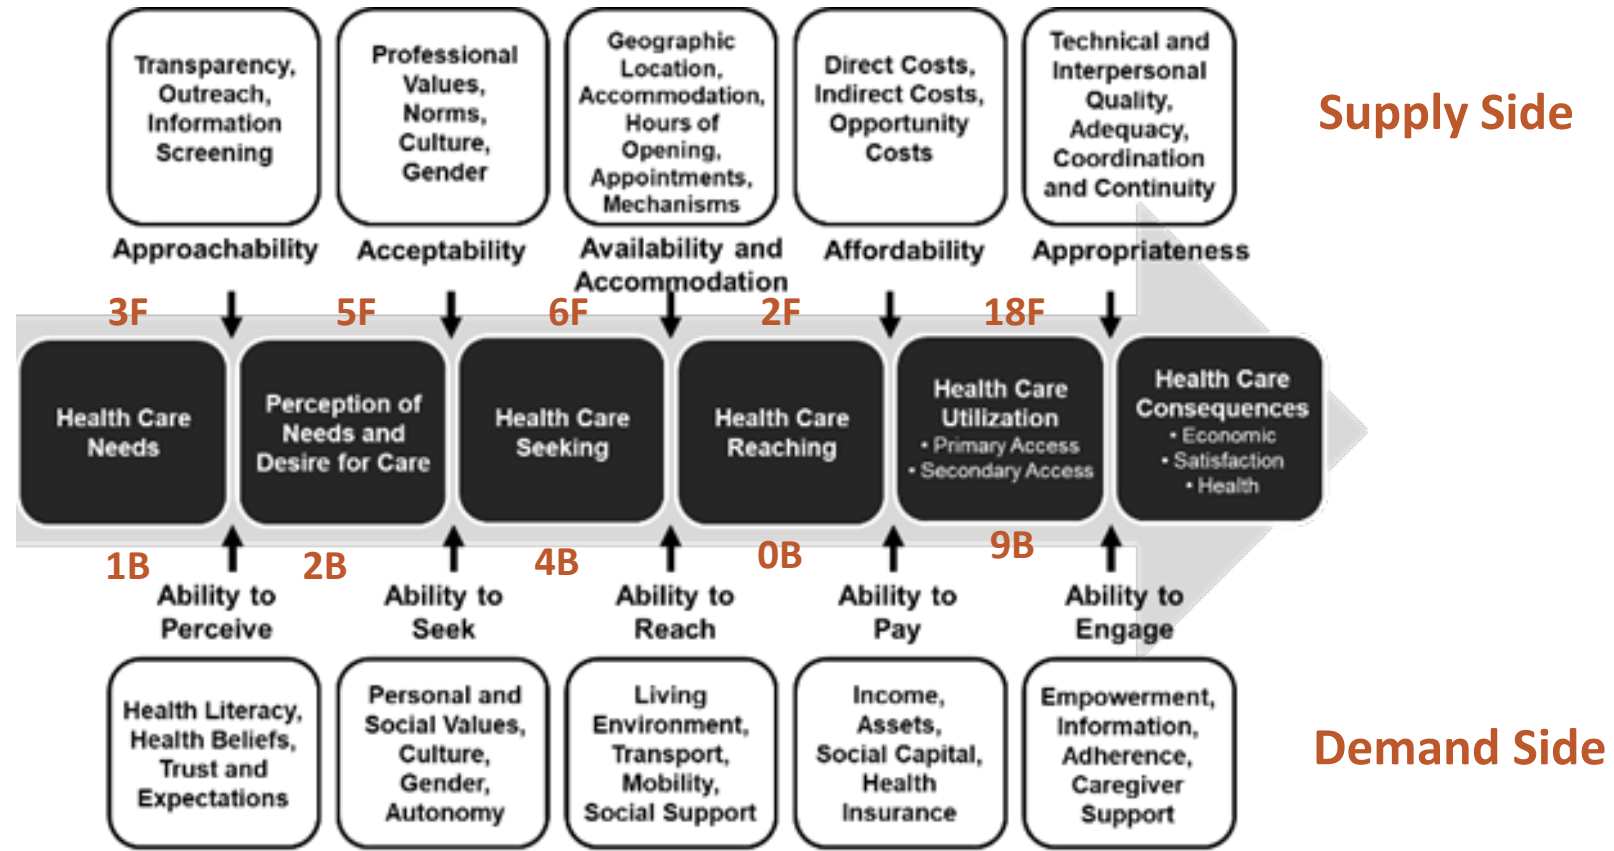 Transparency,
Outreach,
Information
Screening
Professional
Values,
Norms,
Culture,
Gender
Geographic
Location,
Accommodation,
Hours of
Opening,
Appointments,
Mechanisms
Direct Costs,
Indirect Costs,
Opportunity
Costs
Technical and
Interpersonal
Quality,
Adequacy,
Coordination
and Continuity
Supply Side
Approachability
Acceptability
Availability and
Accommodation
Affordability
Appropriateness
3F
5F
6F
2F
18F
Health Care
Needs
Perception of
Needs and
Desire for Care
Health Care
Seeking
Health Care
Reaching
Health Care
Utilization
• Primary Access
• Secondary Access
Health Care
Consequences
• Economic
• Satisfaction
• Health
1B
2B
4B
0B
9B
Ability to
Perceive
Ability to
Seek
Ability to
Reach
Ability to
Pay
Ability to
Engage
Health Literacy,
Health Beliefs,
Trust and
Expectations
Personal and
Social Values,
Culture,
Gender,
Autonomy
Living
Environment,
Transport,
Mobility,
Social Support
Income,
Assets,
Social Capital,
Health
Insurance
Empowerment,
Information,
Adherence,
Caregiver
Support
Demand Side